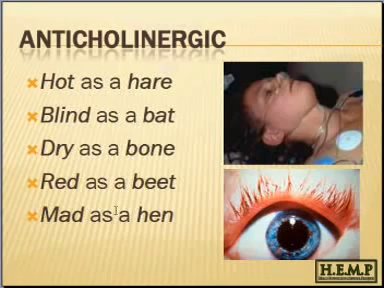 ANTICHOLINERGIC
Hot as a hare
Blind as a bat
Dry as a bone
Red as a beet
Mad as a hen
H.E.M.P